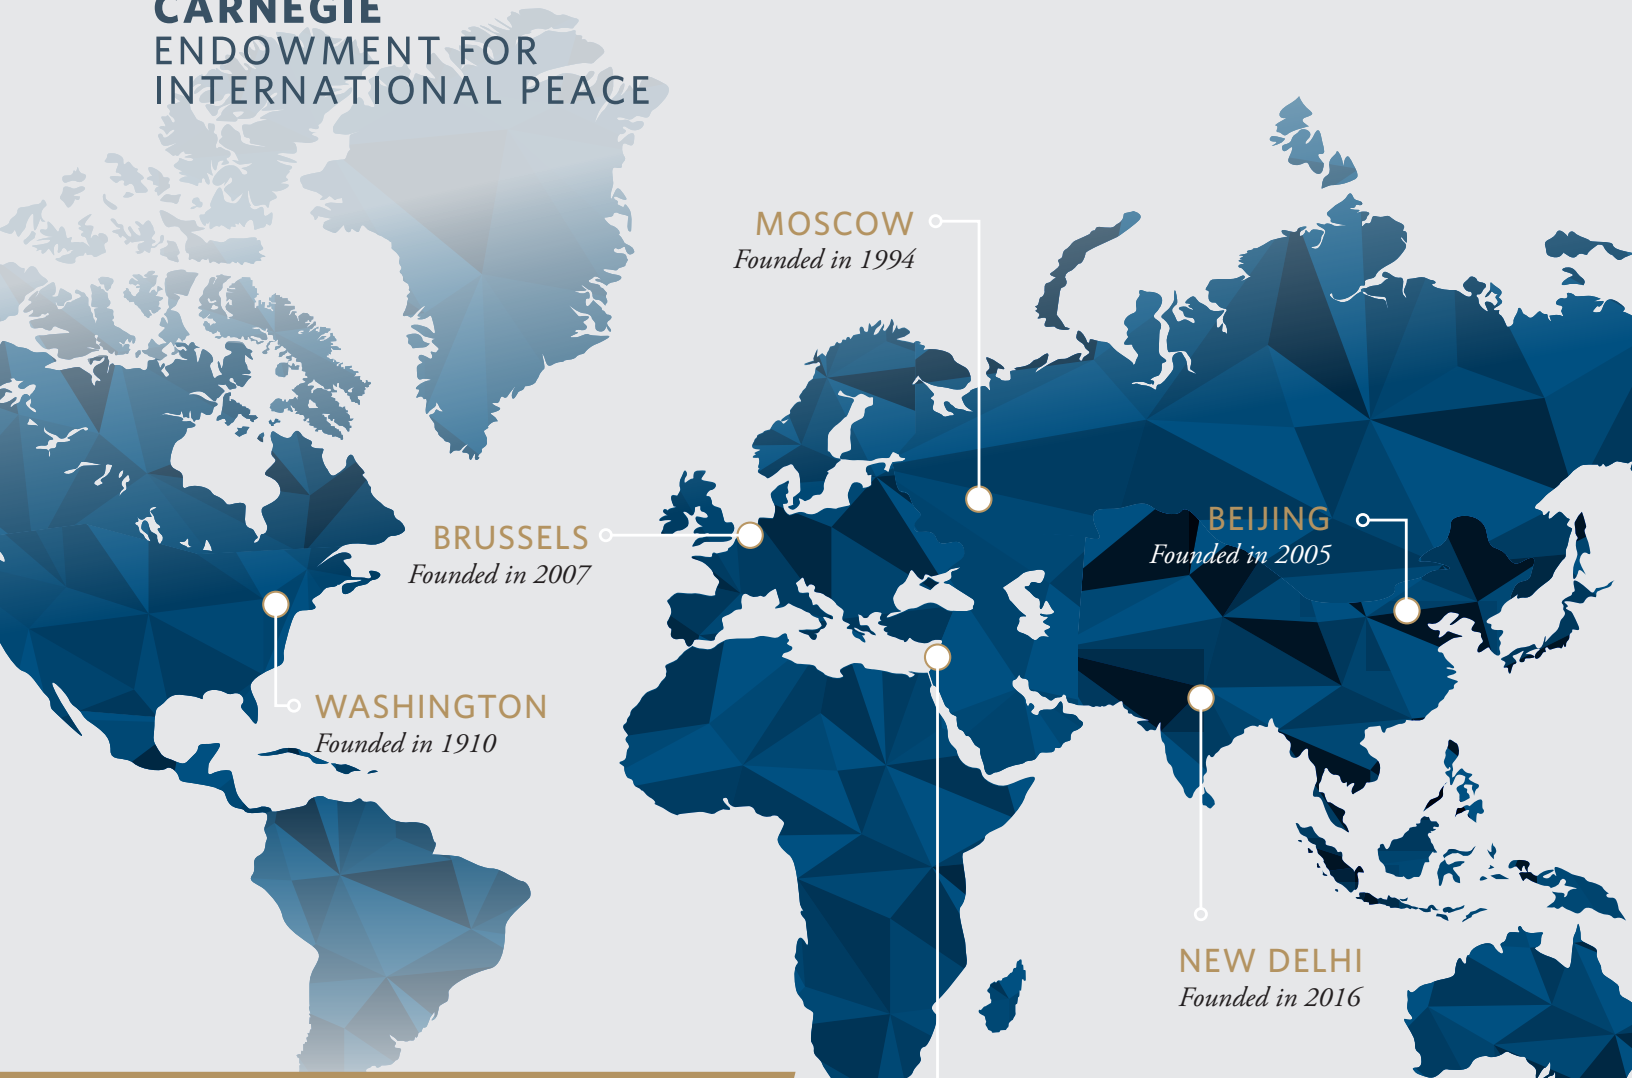 CARNEGIE
ENDOWMENT FOR
INTERNATIONAL PEACE
MOSCOW
Founded in 1994
BRUSSELS
Founded in 2007
BEIJING
Founded in 2005
WASHINGTON
Founded in 1910
NEW DELHI
Founded in 2016